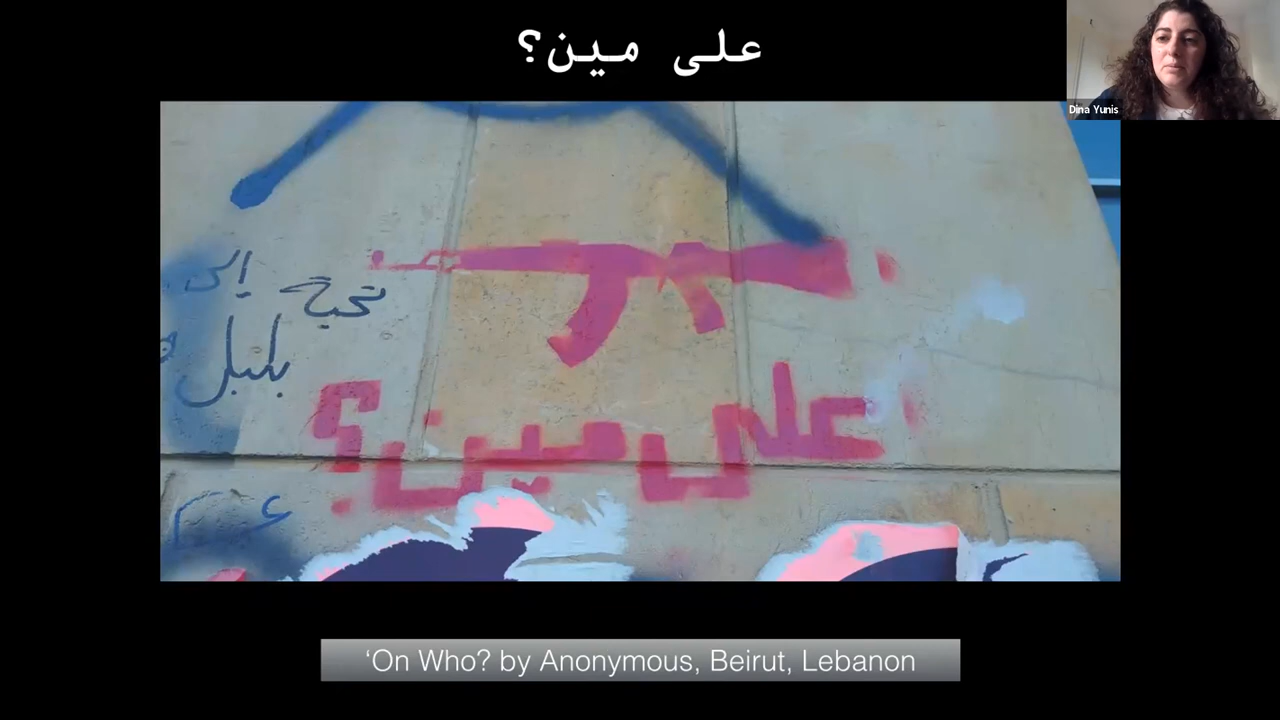 على مين؟
Dina Yunis
تحية إلى
بلبل
على مين؟
‘On Who? by Anonymous, Beirut, Lebanon